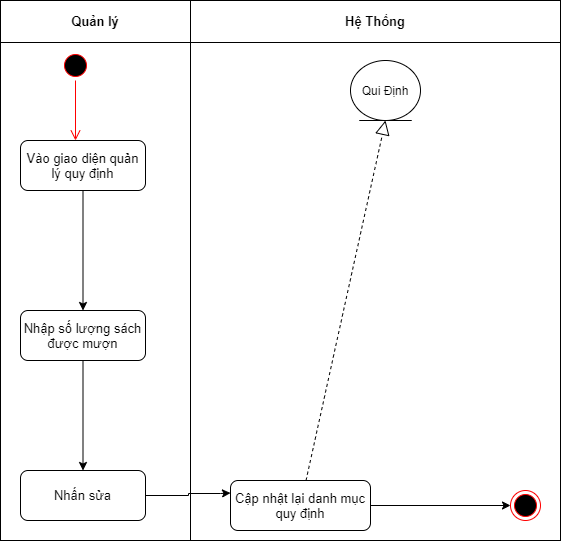 Quản lý
Hệ Thống
Qui Định
Vào giao diện quản
lý quy định
Nhập số lượng sách
được mượn
Nhấn sửa
Cập nhật lại danh mục
quy định